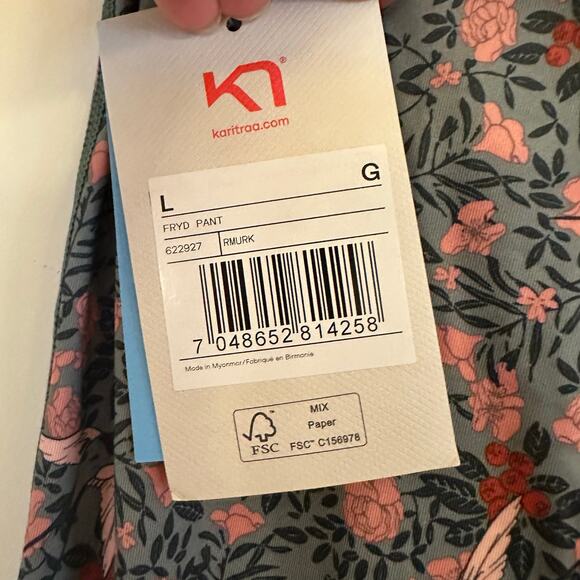 K
®
karitraa.com
L G
FRYD PANT
622927 RMURK
7 048652 814258
Made in Myanmar/Fabriqué en Birmanie
MIX
Paper
FSC™ C156978
FSC